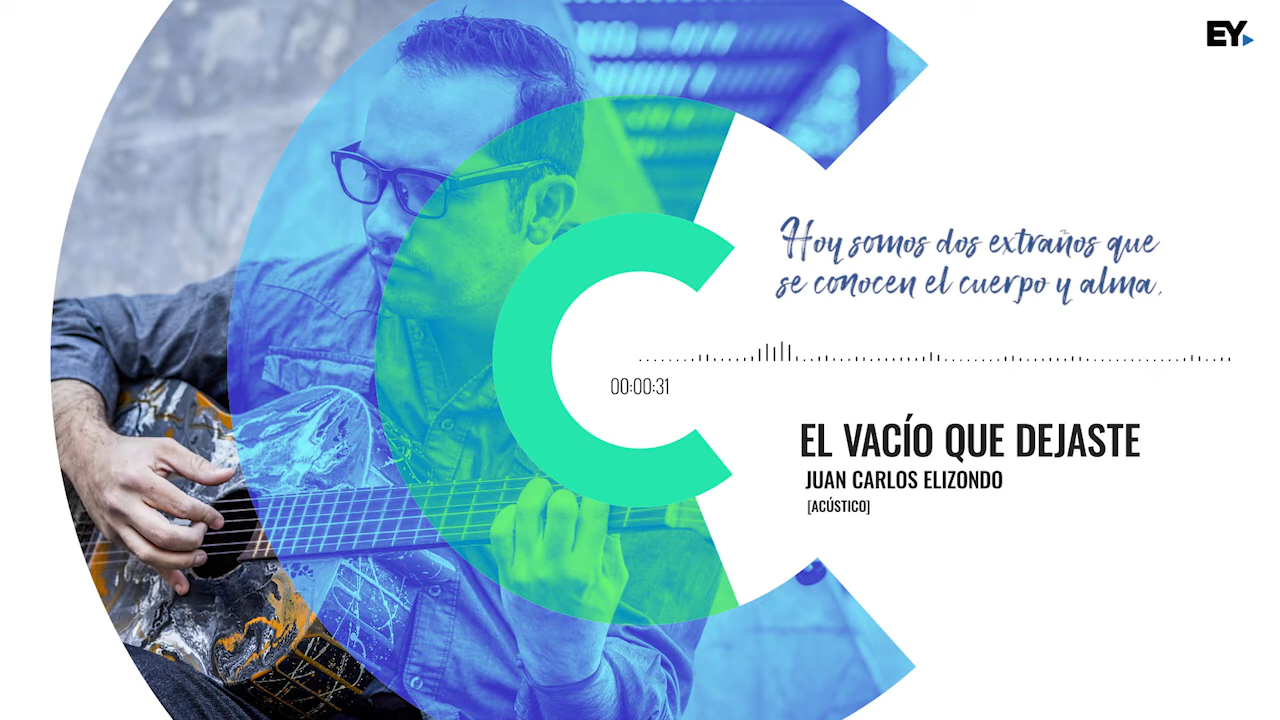 EY
Hoy somos dos extraños que
se conocen el cuerpo y alma,
00:00:31
EL VACÍO QUE DEJASTE
JUAN CARLOS ELIZONDO
[ACÚSTICO]